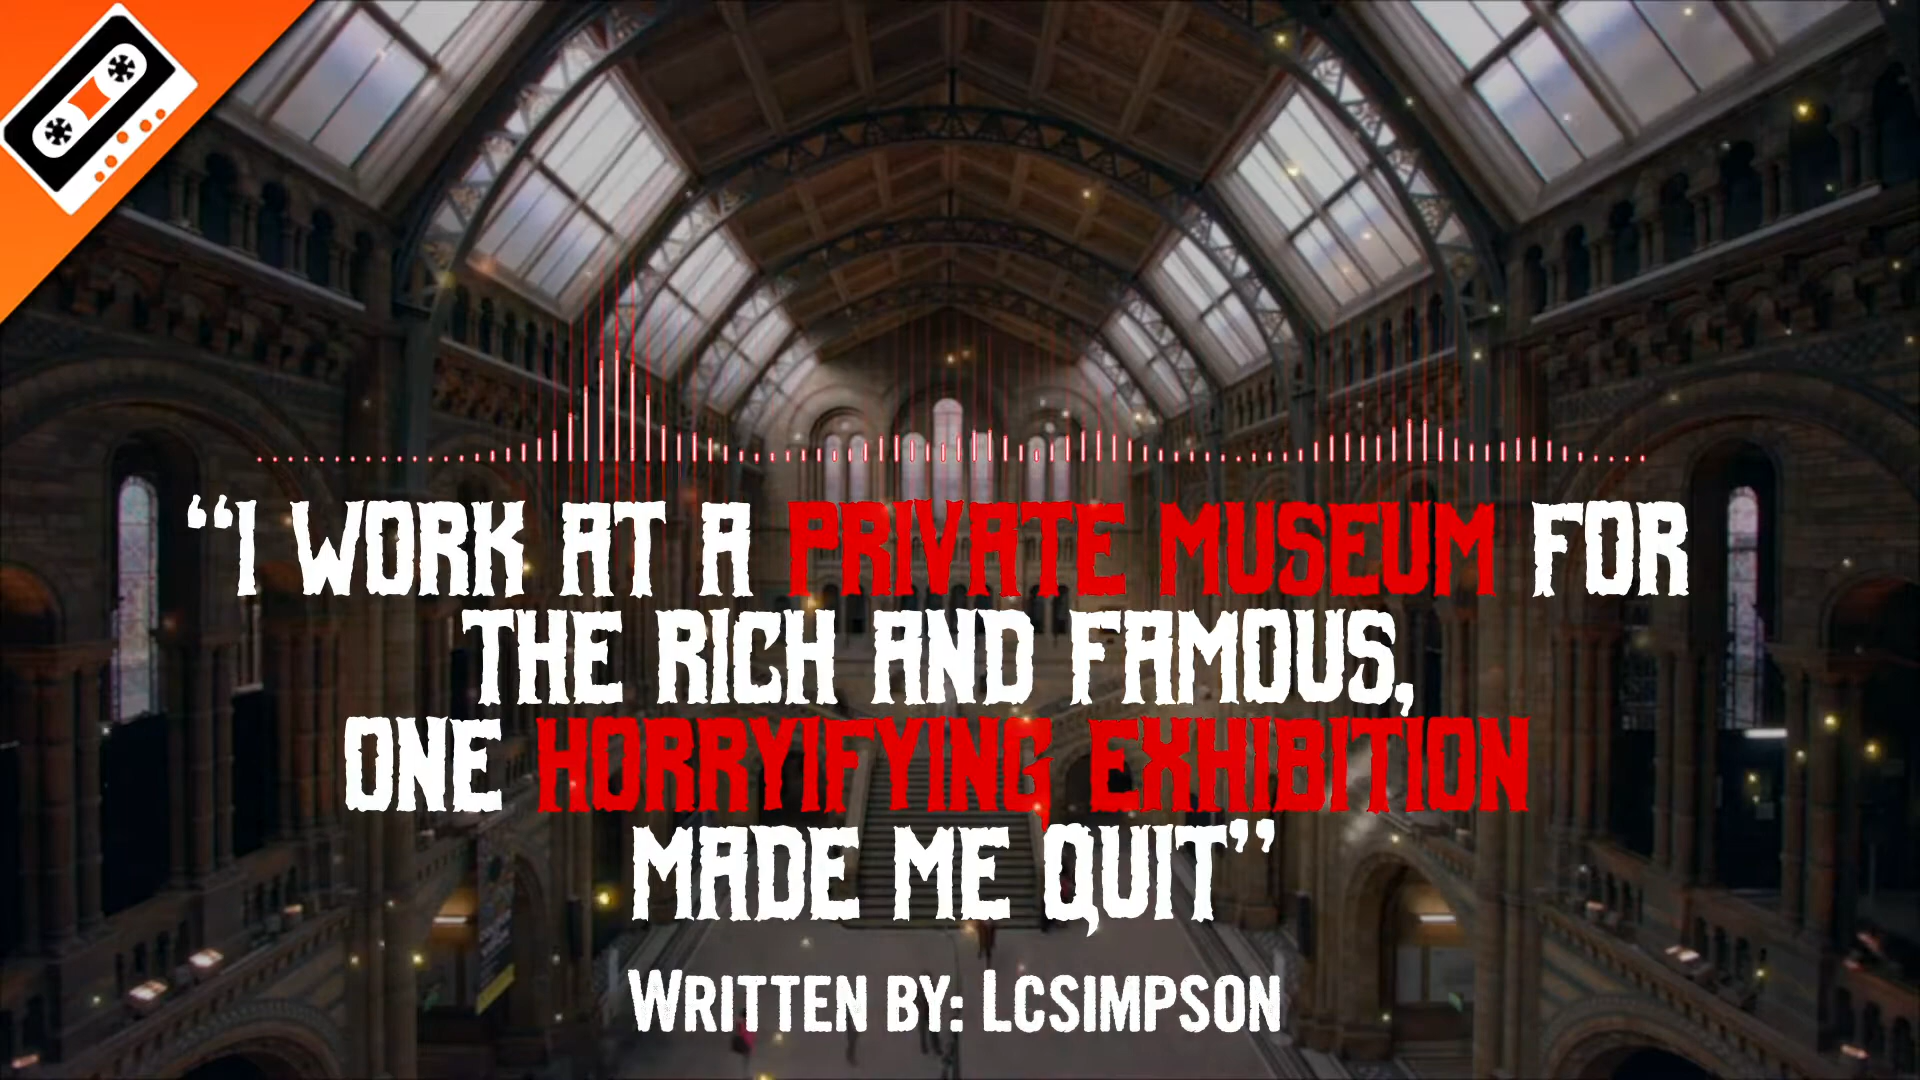 “I WORK AT A PRIVATE MUSEUM FOR
THE RICH AND FAMOUS,
ONE HORRYIFYING EXHIBITION
MADE ME QUIT”
WRITTEN BY: LCSIMPSON